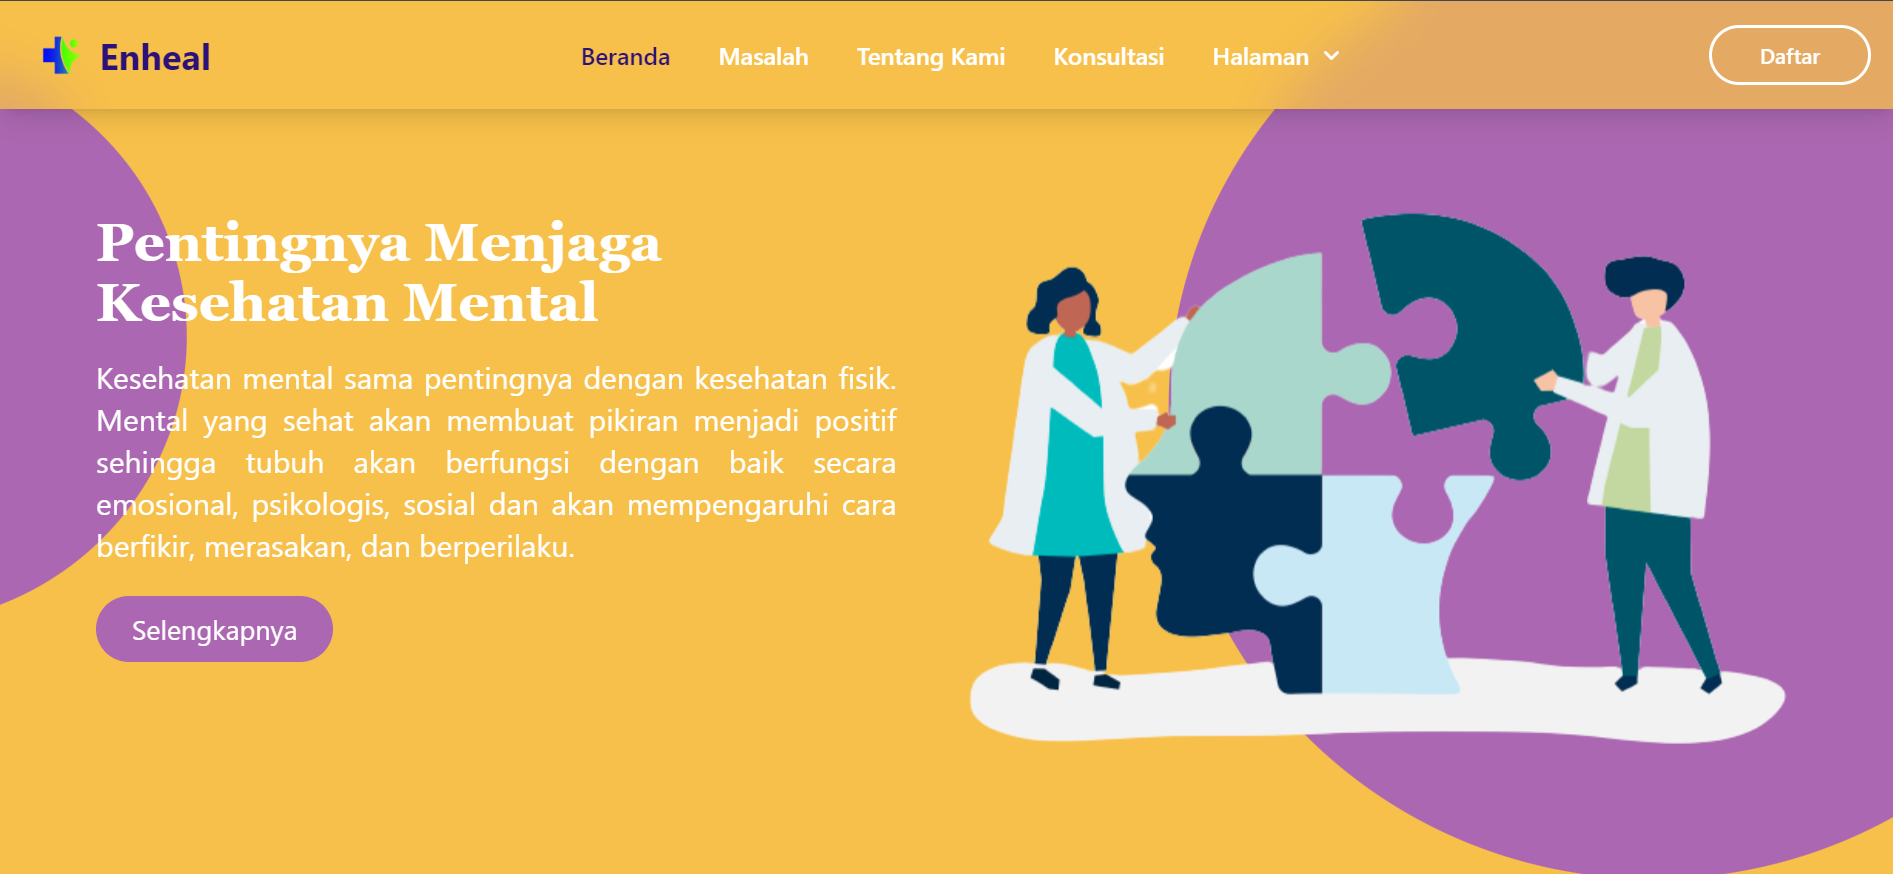 Enheal
Beranda
Masalah
Tentang Kami
Konsultasi
Halaman
Daftar
Pentingnya Menjaga
Kesehatan Mental
Kesehatan mental sama pentingnya dengan kesehatan fisik.
Mental yang sehat akan membuat pikiran menjadi positif
sehingga tubuh akan berfungsi dengan baik secara
emosional, psikologis, sosial dan akan mempengaruhi cara
berfikir, merasakan, dan berperilaku.
Selengkapnya